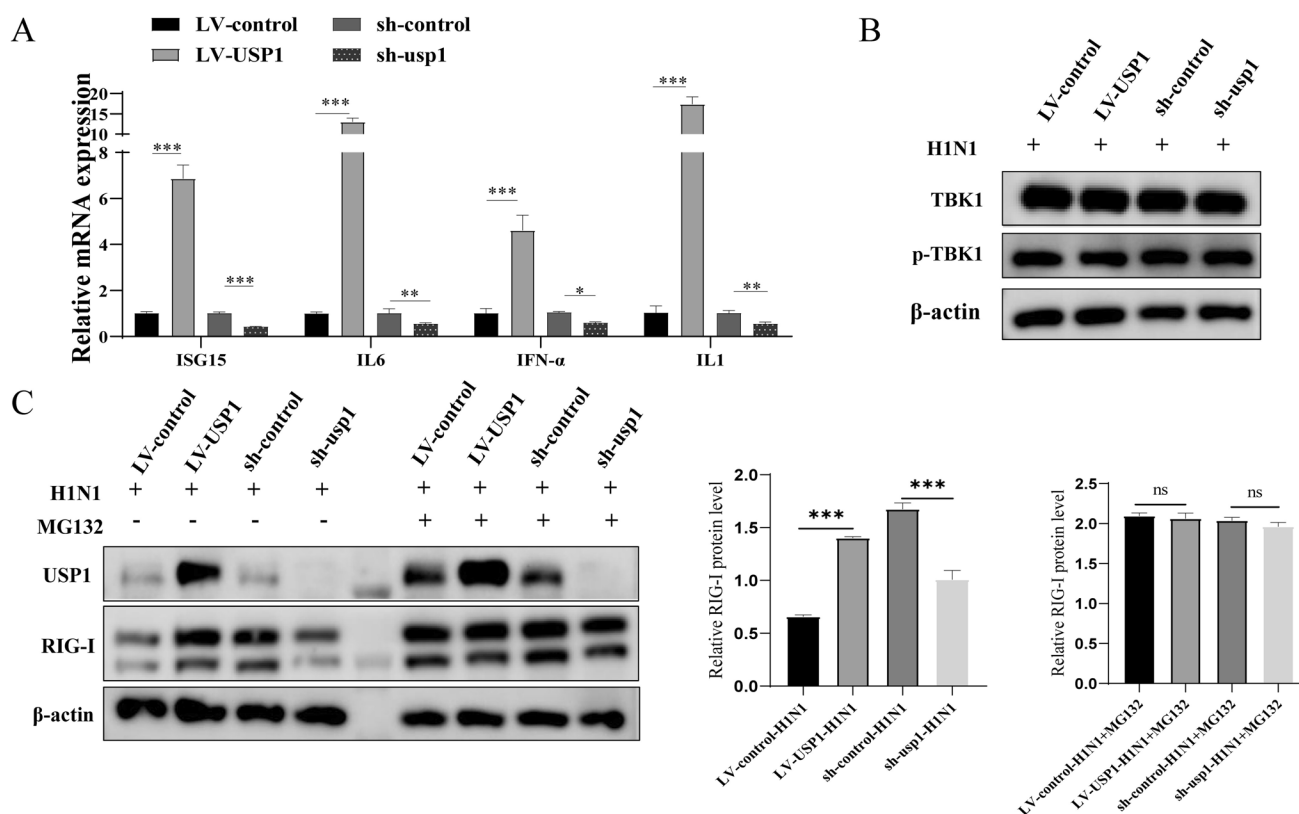 A
LV-control sh-control
LV-USP1 sh-usp1
Relative mRNA expression
20
15
10
8
6
4
2
0
*** *** *** *** *** ** * **
ISG15 IL6 IFN-α IL1
B
LV-control LV-USP1 sh-control sh-usp1
H1N1 + + + +
TBK1
p-TBK1
β-actin
C
LV-control LV-USP1 sh-control sh-usp1 LV-control LV-USP1 sh-control sh-usp1
H1N1 + + + + + + + +
MG132 - - - - + + + +
USP1
RIG-I
β-actin
Relative RIG-I protein level
2.0
1.5
1.0
0.5
0.0
*** ***
LV-control-H1N1
LV-USP1-H1N1
sh-control-H1N1
sh-usp1-H1N1
Relative RIG-I protein level
2.5
2.0
1.5
1.0
0.5
0.0
ns ns
LV-control-H1N1+MG132
LV-USP1-H1N1+MG132
sh-control-H1N1+MG132
sh-usp1-H1N1+MG132